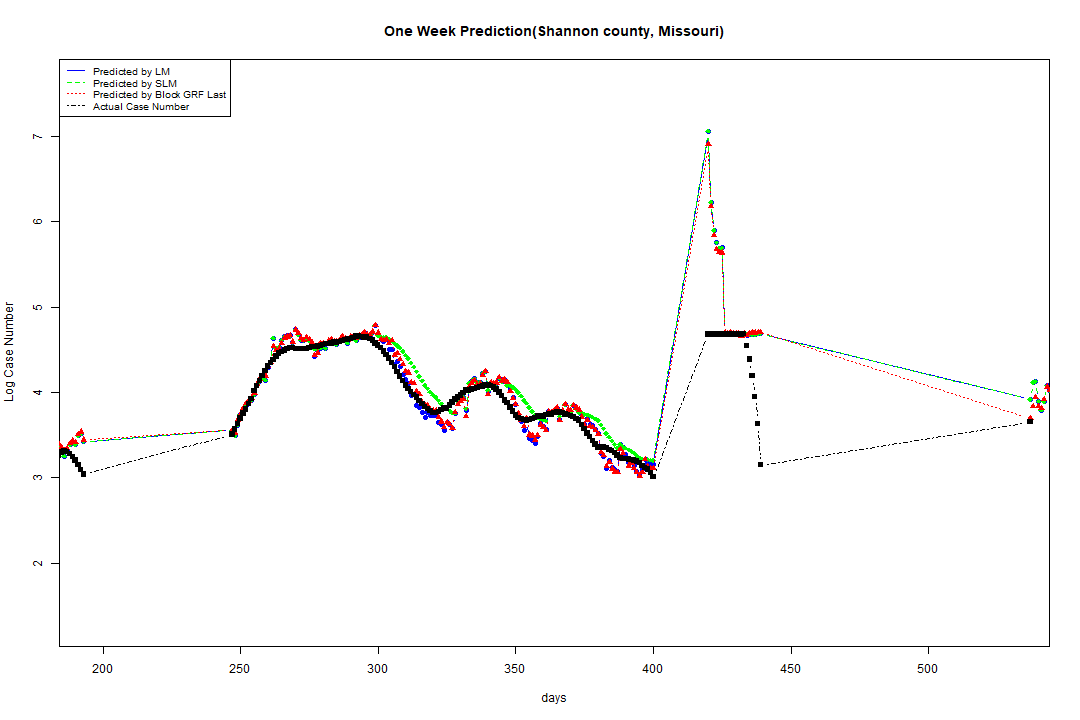 One Week Prediction(Shannon county, Missouri)
Predicted by LM
Predicted by SLM
Predicted by Block GRF Last
Actual Case Number
7
6
5
4
3
2
Log Case Number
200 250 300 350 400 450 500
days